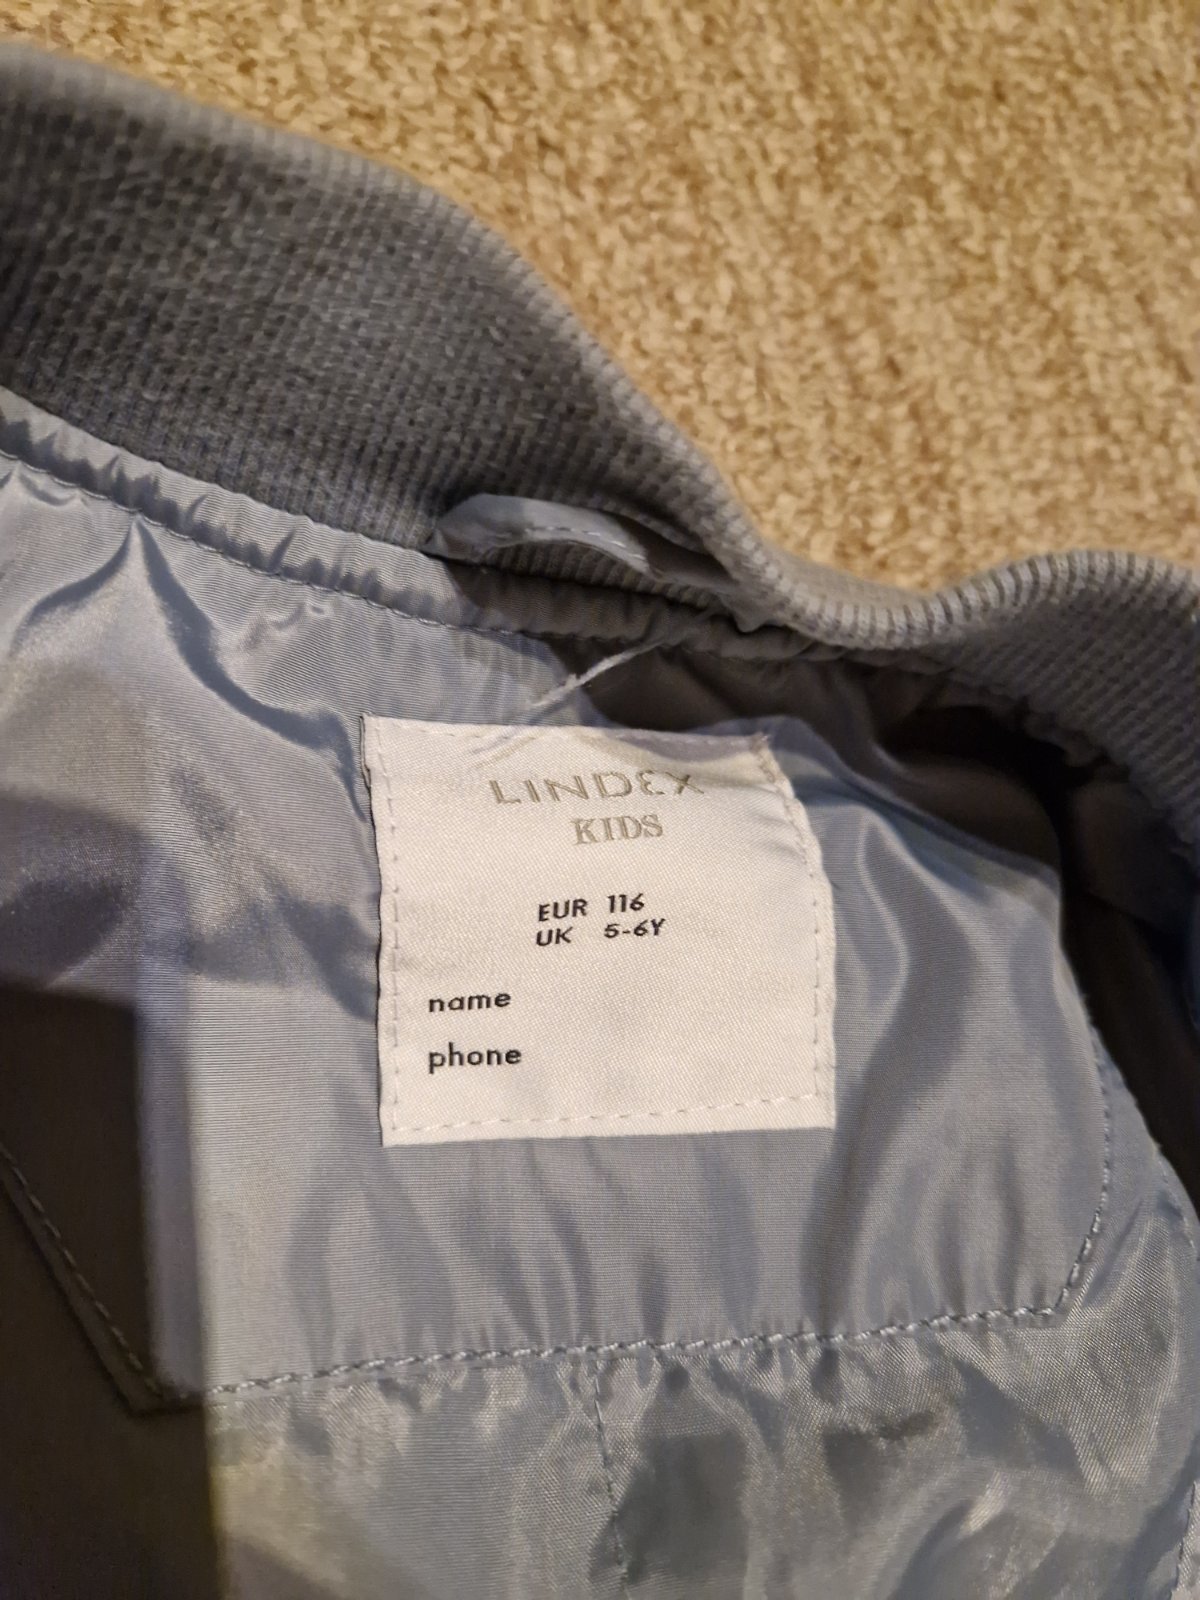 LINDEX
KIDS
EUR 116
UK 5-6Y
name
phone